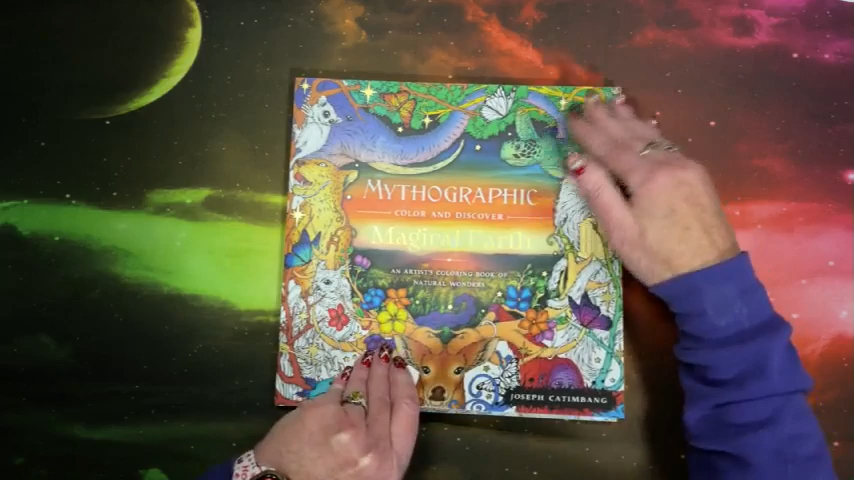 MYTHOGRAPHIC
COLOR AND DISCOVER
Magical Earth
AN ARTIST'S COLORING BOOK OF
NATURAL WONDERS
JOSEPH CATIMBANG